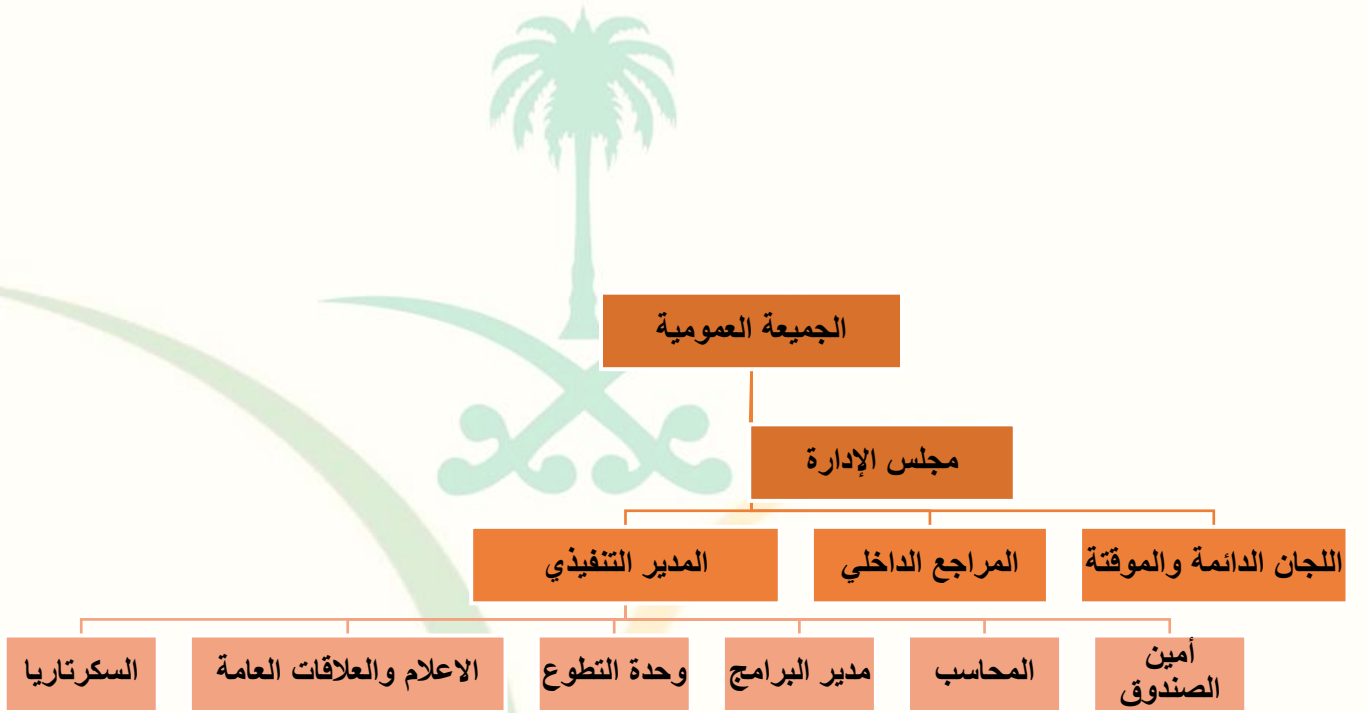 الجميعة العمومية
مجلس الإدارة
اللجان الدائمة والموقتة
المراجع الداخلي
المدير التنفيذي
أمين
الصندوق
المحاسب
مدير البرامج
وحدة التطوع
الاعلام والعلاقات العامة
السكرتاريا